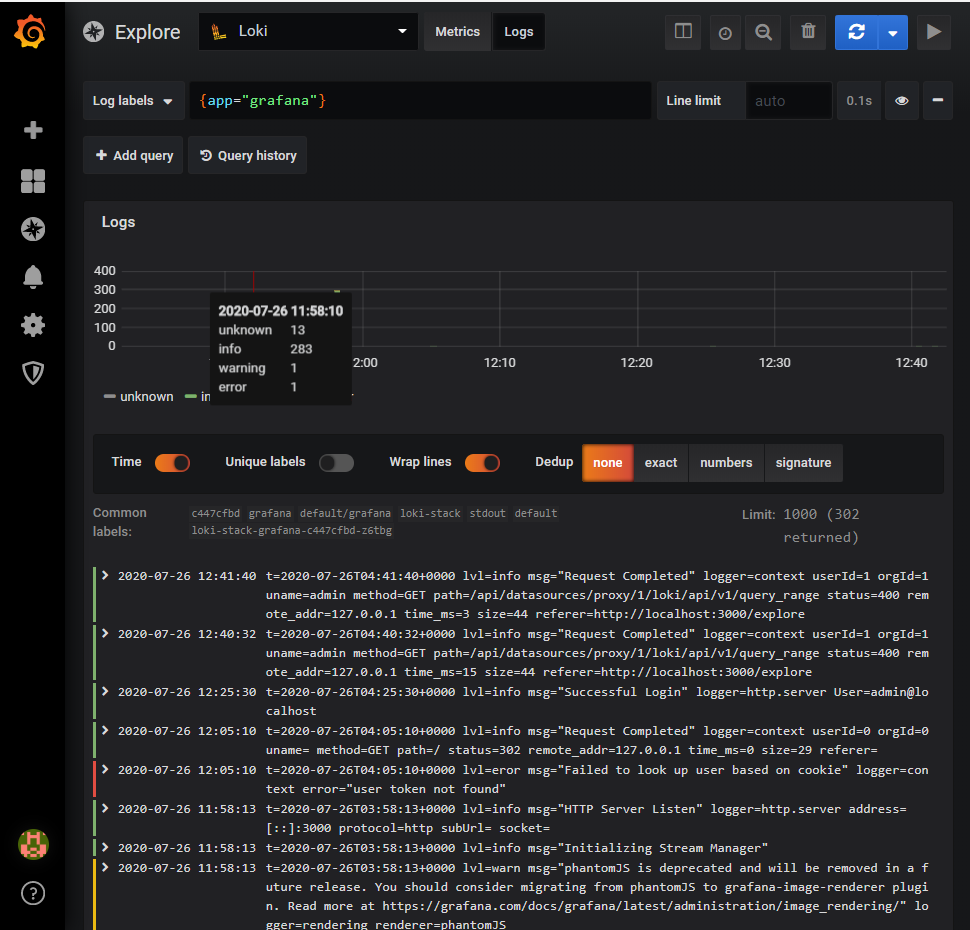 Explore Loki Metrics Logs
Log labels {app="grafana"} Line limit auto 0.1s
+ Add query Query history
Logs
400
300
200
100
0
2020-07-26 11:58:10
unknown 13
info 283
warning 1
error 1
2:00 12:10 12:20 12:30 12:40
unknown in
Time Unique labels Wrap lines Dedup none exact numbers signature
Common labels: c447cfbd grafana default/grafana loki-stack stdout default
loki-stack-grafana-c447cfbd-z6tbg
Limit: 1000 (302
returned)
2020-07-26 12:41:40 t=2020-07-26T04:41:40+0000 lvl=info msg="Request Completed" logger=context userId=1 orgId=1
uname=admin method=GET path=/api/datasources/proxy/1/loki/api/v1/query_range status=400 rem
ote_addr=127.0.0.1 time_ms=3 size=44 referer=http://localhost:3000/explore
2020-07-26 12:40:32 t=2020-07-26T04:40:32+0000 lvl=info msg="Request Completed" logger=context userId=1 orgId=1
uname=admin method=GET path=/api/datasources/proxy/1/loki/api/v1/query_range status=400 rem
ote_addr=127.0.0.1 time_ms=15 size=44 referer=http://localhost:3000/explore
2020-07-26 12:25:30 t=2020-07-26T04:25:30+0000 lvl=info msg="Successful Login" logger=http.server User=admin@lo
calhost
2020-07-26 12:05:10 t=2020-07-26T04:05:10+0000 lvl=info msg="Request Completed" logger=context userId=0 orgId=0
uname= method=GET path=/ status=302 remote_addr=127.0.0.1 time_ms=0 size=29 referer=
2020-07-26 12:05:10 t=2020-07-26T04:05:10+0000 lvl=eror msg="Failed to look up user based on cookie" logger=con
text error="user token not found"
2020-07-26 11:58:13 t=2020-07-26T03:58:13+0000 lvl=info msg="HTTP Server Listen" logger=http.server address=
[::]:3000 protocol=http subUrl= socket=
2020-07-26 11:58:13 t=2020-07-26T03:58:13+0000 lvl=info msg="Initializing Stream Manager"
2020-07-26 11:58:13 t=2020-07-26T03:58:13+0000 lvl=warn msg="phantomJS is deprecated and will be removed in a f
uture release. You should consider migrating from phantomJS to grafana-image-renderer plugi
n. Read more at https://grafana.com/docs/grafana/latest/administration/image_rendering/" lo
gger=rendering renderer=phantomJS